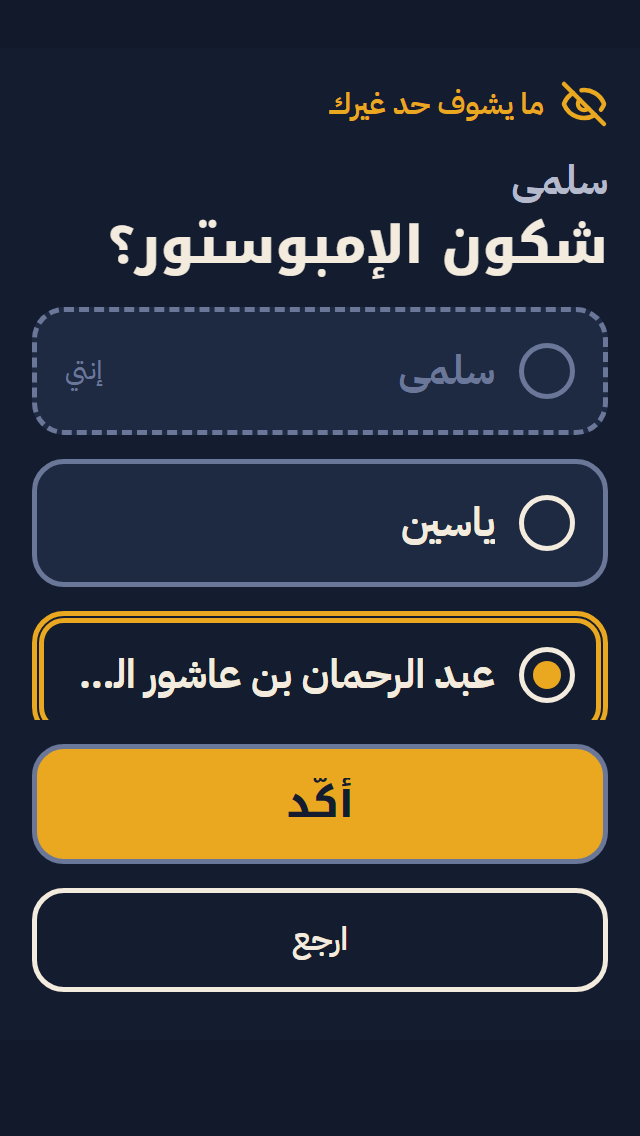 ما يشوف حد غيرك
سلمى
شكون الإمبوستور؟
سلمى
إنتي
ياسين
عبد الرحمان بن عاشور الـ...
أكّد
ارجع